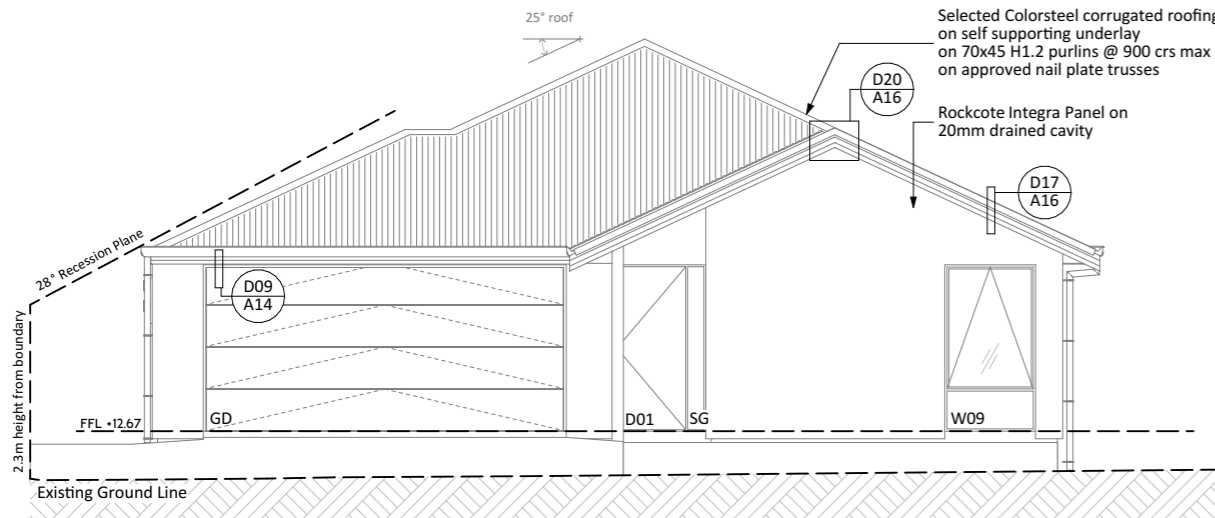 25° roof
Selected Colorsteel corrugated roofing
on self supporting underlay
on 70x45 H1.2 purlins @ 900 crs max
on approved nail plate trusses
D20
A16
Rockcote Integra Panel on
20mm drained cavity
D17
A16
28° Recession Plane
D09
A14
2.3m height from boundary
FFL +12.67
GD
D01
SG
W09
Existing Ground Line